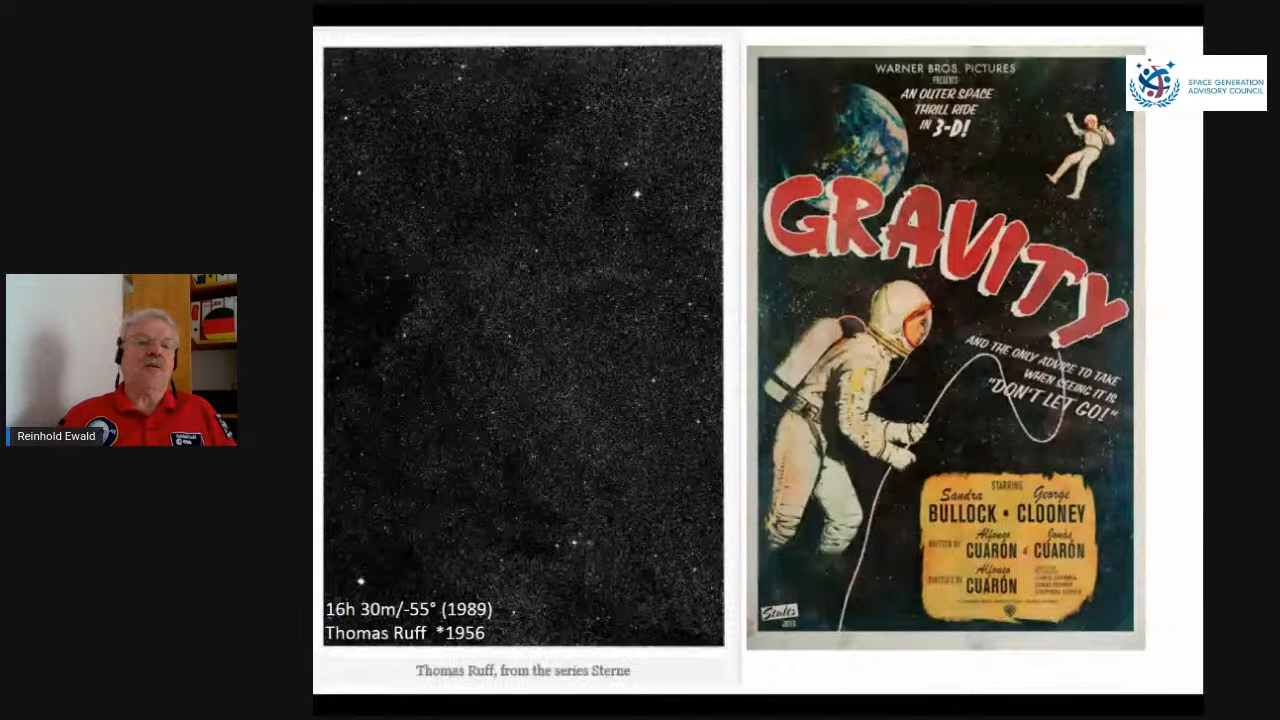 Reinhold Ewald
16h 30m/-55° (1989)
Thomas Ruff *1956
Thomas Ruff, from the series Sterne
WARNER BROS. PICTURES
PRESENTS
AN OUTER SPACE
THRILL RIDE
IN 3-D!
GRAVITY
AND THE ONLY ADVICE TO TAKE
WHEN SEEING IT IS,
"DON'T LET GO!"
STARRING
Sandra George
BULLOCK • CLOONEY
WRITTEN BY Alfonso CUARÓN & Jonás CUARÓN
DIRECTED BY Alfonso CUARÓN
Stults
2013
SPACE GENERATION
ADVISORY COUNCIL